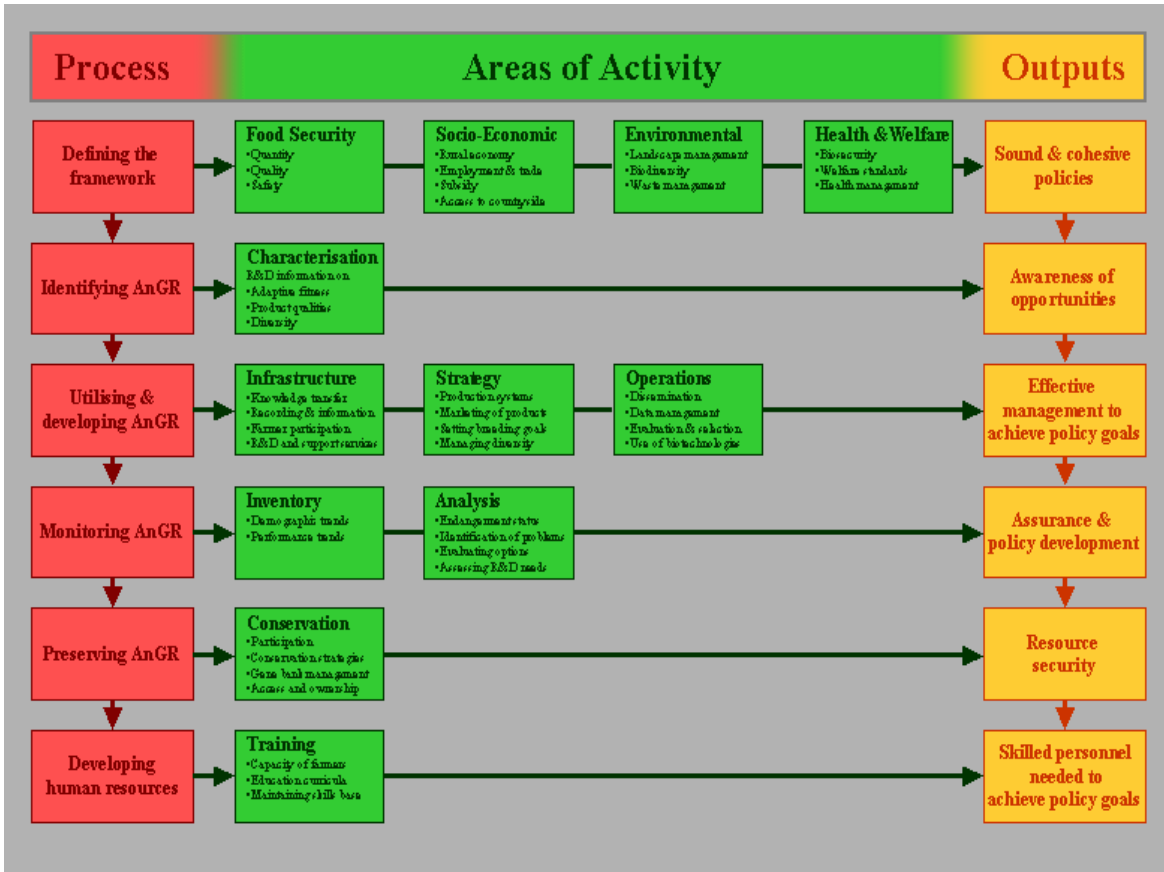 Process
Areas of Activity
Outputs
Defining the
framework
Food Security
•Quantity
•Quality
•Safety
Socio-Economic
•Rural economy
•Employment & trade
•Subsidy
•Access to countryside
Environmental
•Landscape management
•Biodiversity
•Waste management
Health & Welfare
•Biosecurity
•Welfare standards
•Health management
Sound & cohesive
policies
Identifying AnGR
Characterisation
R&D information on
•Adaptive fitness
•Product qualities
•Diversity
Awareness of
opportunities
Utilising &
developing AnGR
Infrastructure
•Knowledge transfer
•Recording & information
•Farmer participation
•R&D and support services
Strategy
•Production systems
•Marketing of products
•Setting breeding goals
•Managing diversity
Operations
•Dissemination
•Data management
•Evaluation & selection
•Use of biotechnologies
Effective
management to
achieve policy goals
Monitoring AnGR
Inventory
•Demographic trends
•Performance trends
Analysis
•Endangerment status
•Identification of problems
•Evaluating options
•Assessing R&D needs
Assurance &
policy development
Preserving AnGR
Conservation
•Participation
•Conservation strategies
•Gene bank management
•Access and ownership
Resource
security
Developing
human resources
Training
•Capacity of farmers
•Education curricula
•Maintaining skills base
Skilled personnel
needed to
achieve policy goals